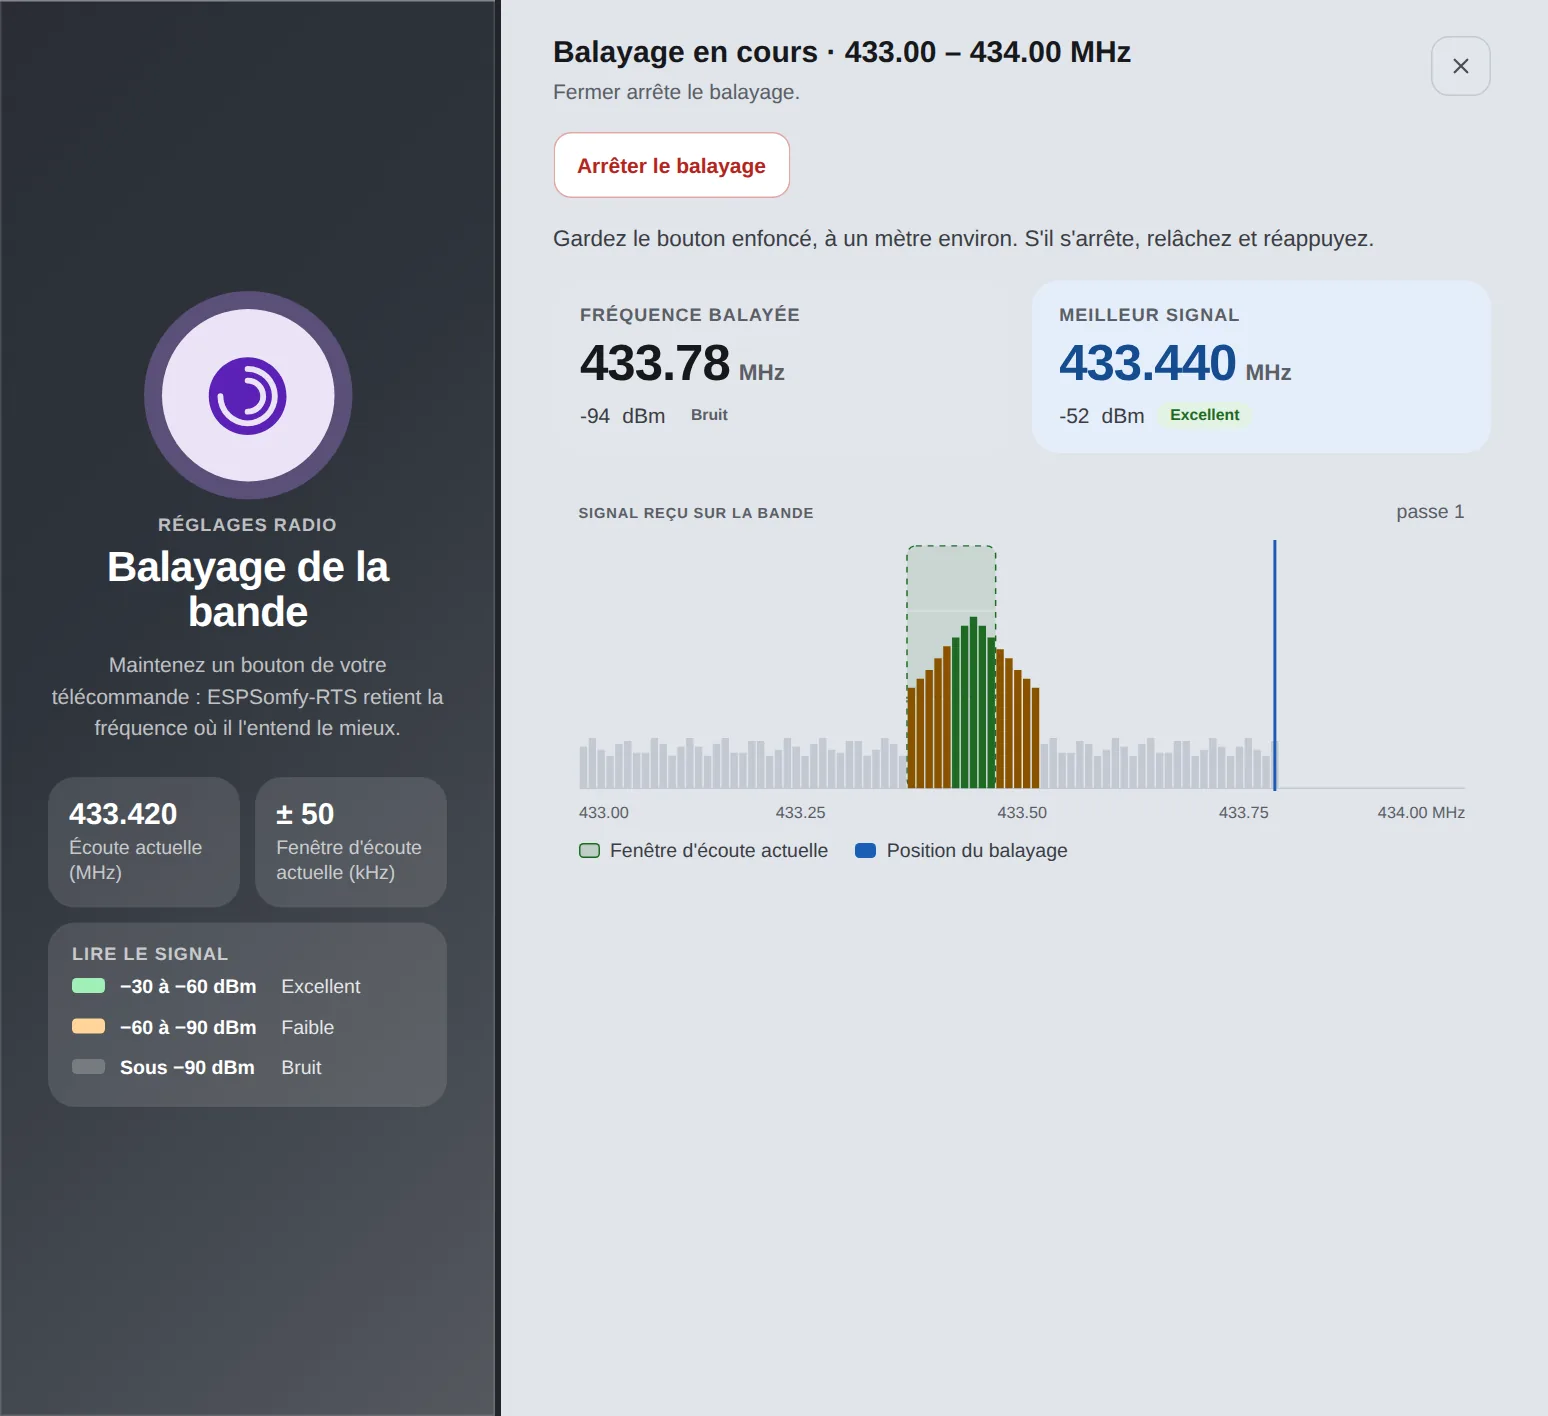 RÉGLAGES RADIO
Balayage de la
bande
Maintenez un bouton de votre
télécommande : ESPSomfy-RTS retient la
fréquence où il l'entend le mieux.
433.420
Écoute actuelle
(MHz)
± 50
Fenêtre d'écoute
actuelle (kHz)
LIRE LE SIGNAL
−30 à −60 dBm Excellent
−60 à −90 dBm Faible
Sous −90 dBm Bruit
Balayage en cours · 433.00 – 434.00 MHz
Fermer arrête le balayage.
Arrêter le balayage
Gardez le bouton enfoncé, à un mètre environ. S'il s'arrête, relâchez et réappuyez.
FRÉQUENCE BALAYÉE
433.78 MHz
-94 dBm Bruit
MEILLEUR SIGNAL
433.440 MHz
-52 dBm Excellent
SIGNAL REÇU SUR LA BANDE
passe 1
433.00 433.25 433.50 433.75 434.00 MHz
Fenêtre d'écoute actuelle Position du balayage